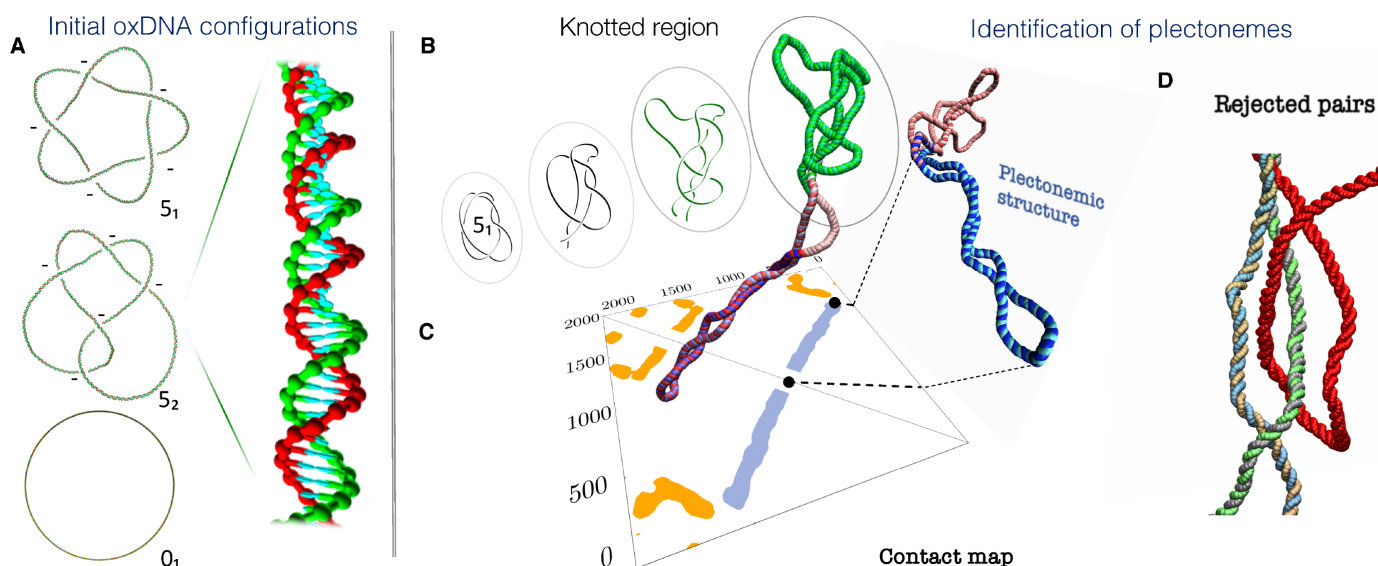 Initial oxDNA configurations
Knotted region
Identification of plectonemes
A
B
D
-
-
-
-
-
5₁
-
-
-
-
-
5₂
0₁
5₁
Rejected pairs
Plectonemic
structure
C
0
1000
1500
2000
2000
1500
1000
500
0
Contact map